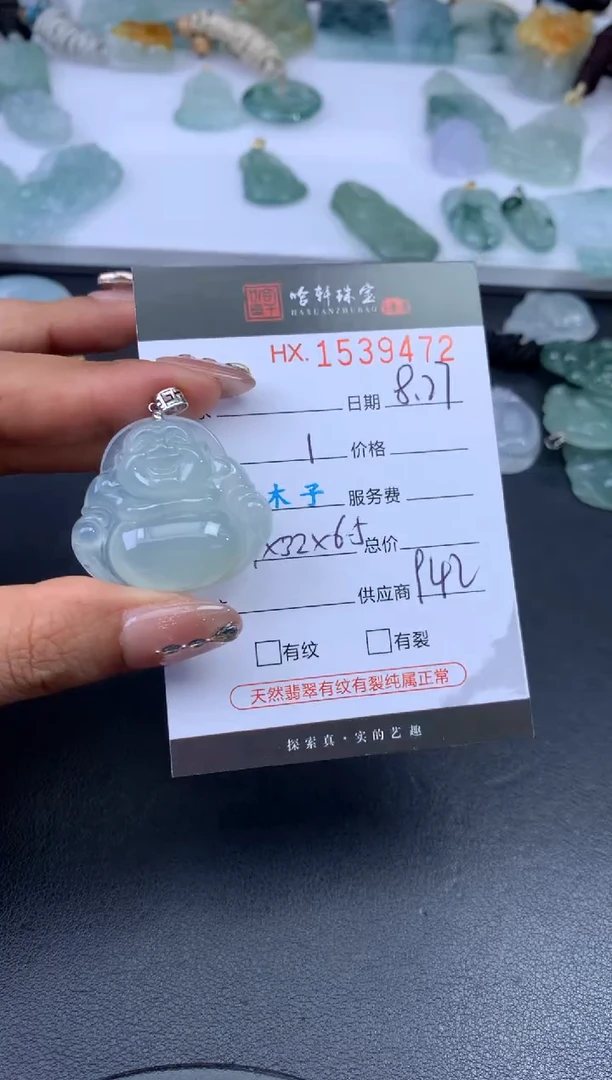 哈轩珠宝
HAXUANZHUBAO
HX. 1539472
日期 8.27
1 价格
木子 服务费
x32x6.5 总价
供应商 P42
有纹 有裂
天然翡翠有纹有裂纯属正常
探索真·实的艺趣